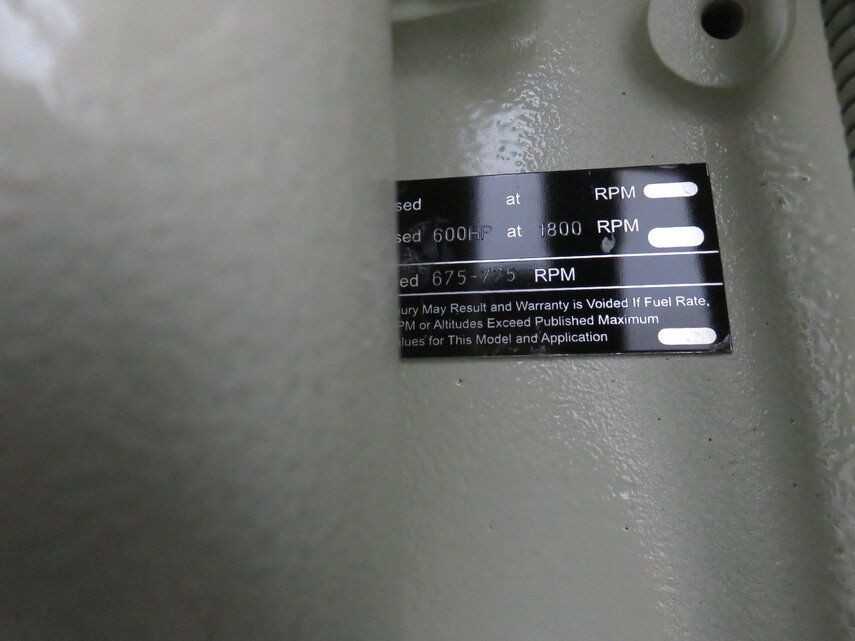 sed at RPM
sed 600HP at 1800 RPM
ed 675-775 RPM
ury May Result and Warranty is Voided If Fuel Rate,
PM or Altitudes Exceed Published Maximum
lues for This Model and Application